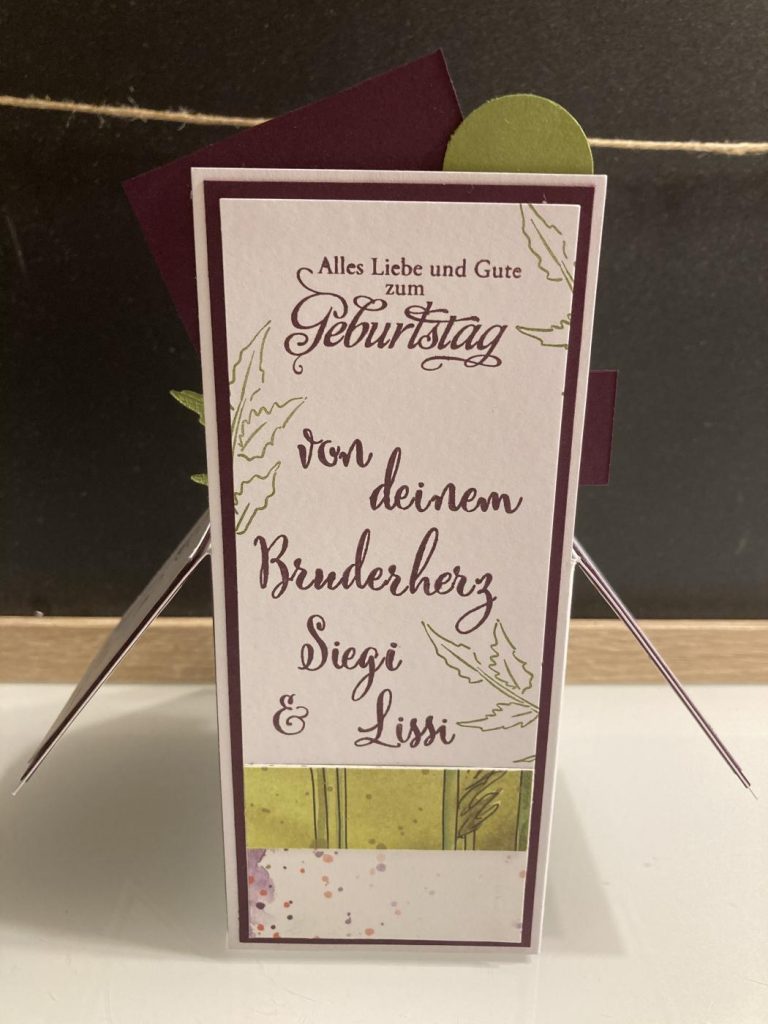 Alles Liebe und Gute
zum
Geburtstag
von
deinem
Bruderherz
Siegi
& Lissi